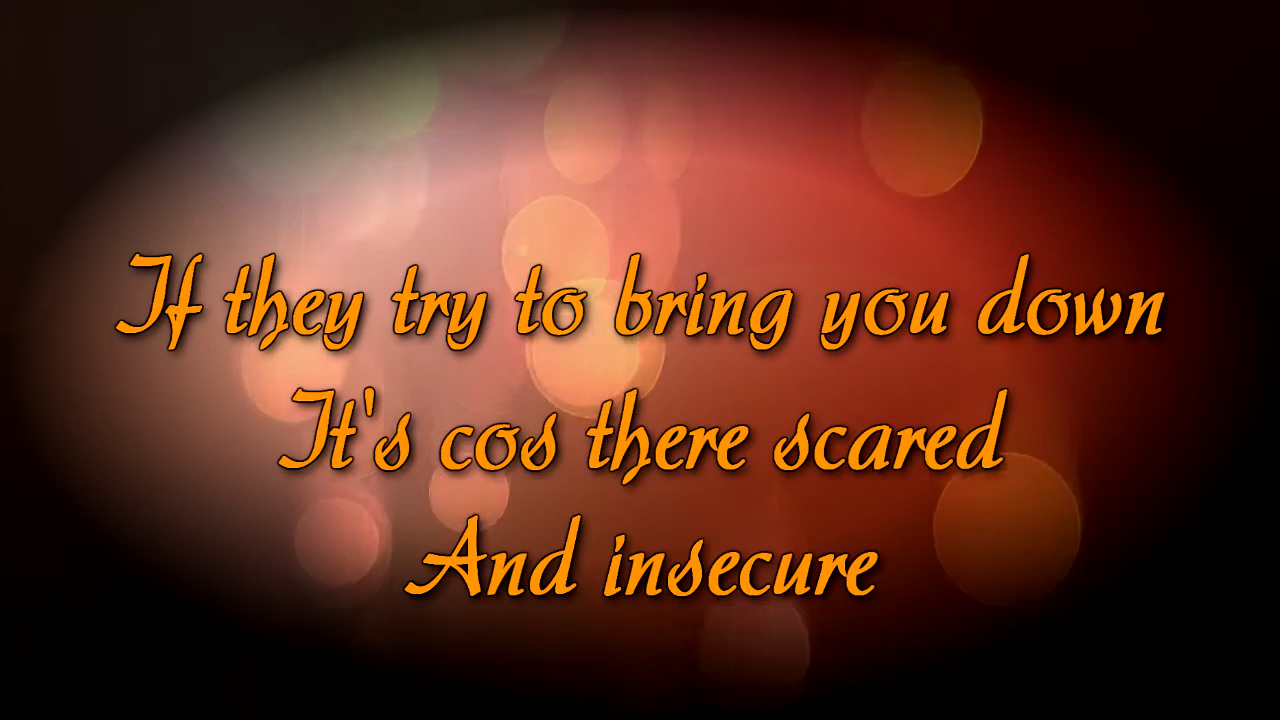 If they try to bring you down
It's cos there scared
And insecure